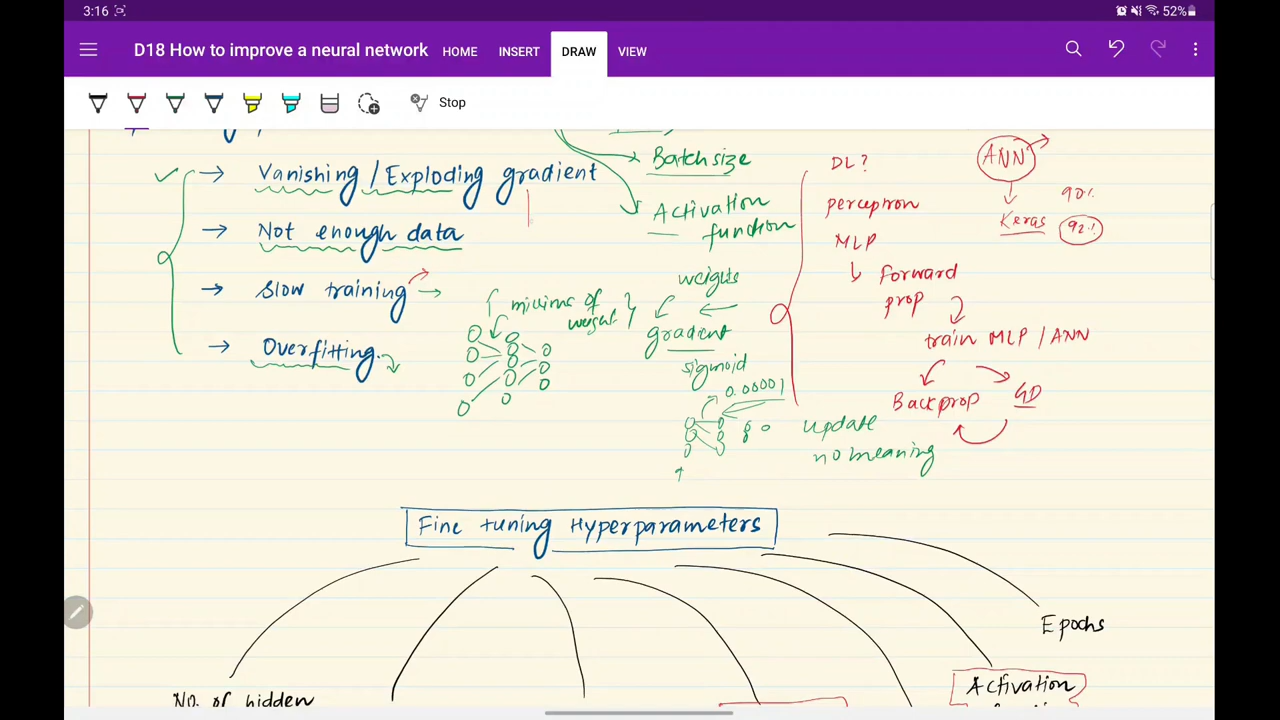 3:16
52%
D18 How to improve a neural network
HOME
INSERT
DRAW
VIEW
Stop
Vanishing / Exploding gradient
Not enough data
Slow training
Overfitting
Batch size
Activation
function
weights
gradient
sigmoid
0.00001
of
weight
update
no meaning
DL?
perceptron
MLP
Forward
prop
train MLP / ANN
Backprop
GD
ANN
Keras
90%
92%
Fine tuning Hyperparameters
Epochs
Activation
No. of hidden